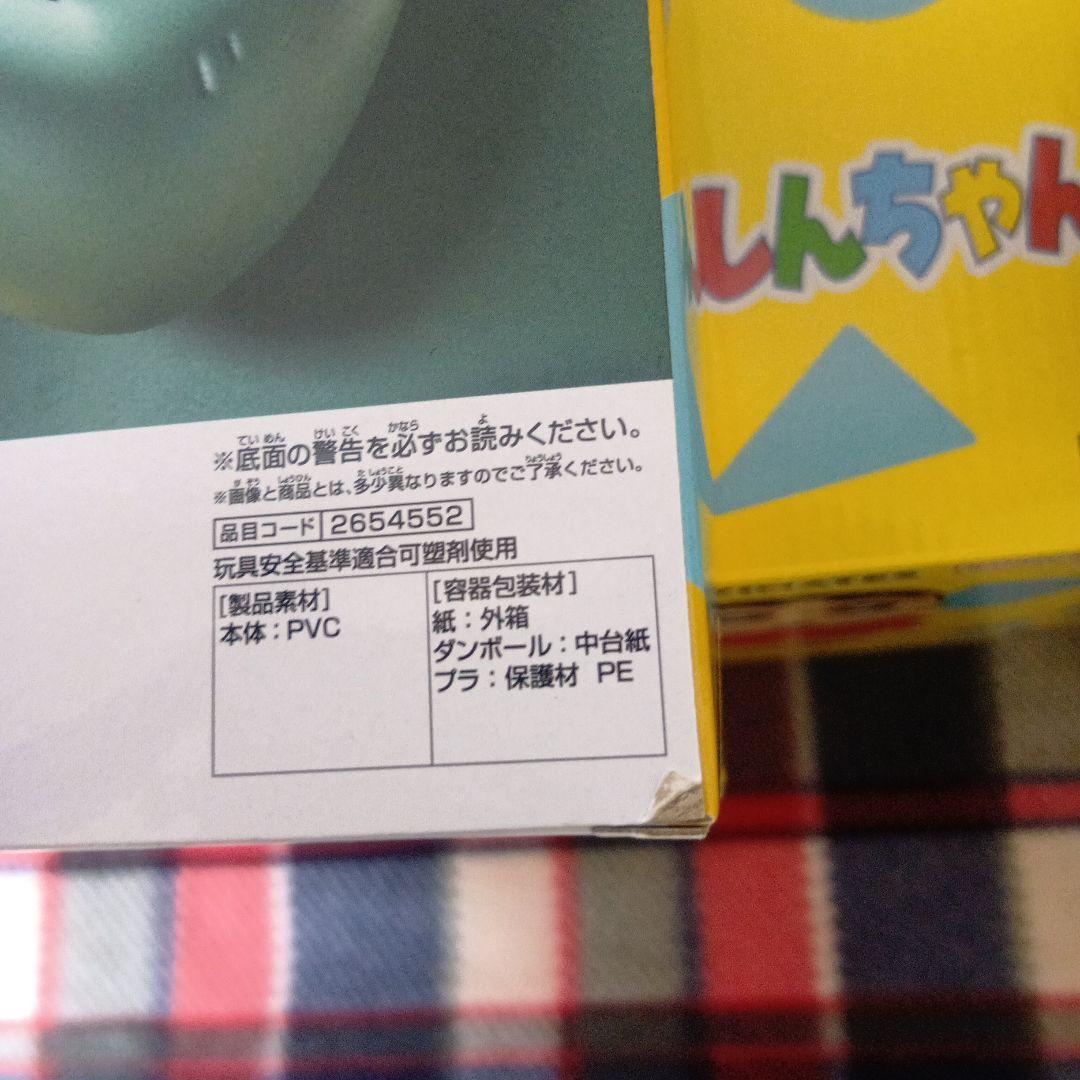 しんちゃん
※底面の警告を必ずお読みください。
※画像と商品とは、多少異なりますのでご了承ください。
品目コード 2654552
玩具安全基準適合可塑剤使用
[製品素材]
本体：PVC
[容器包装材]
紙：外箱
ダンボール：中台紙
プラ：保護材 PE